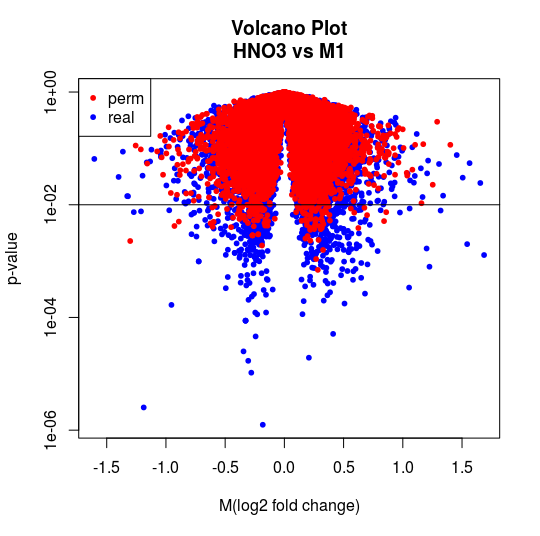 Volcano Plot
HNO3 vs M1
perm
real
1e+00
1e-02
1e-04
1e-06
p-value
-1.5 -1.0 -0.5 0.0 0.5 1.0 1.5
M(log2 fold change)